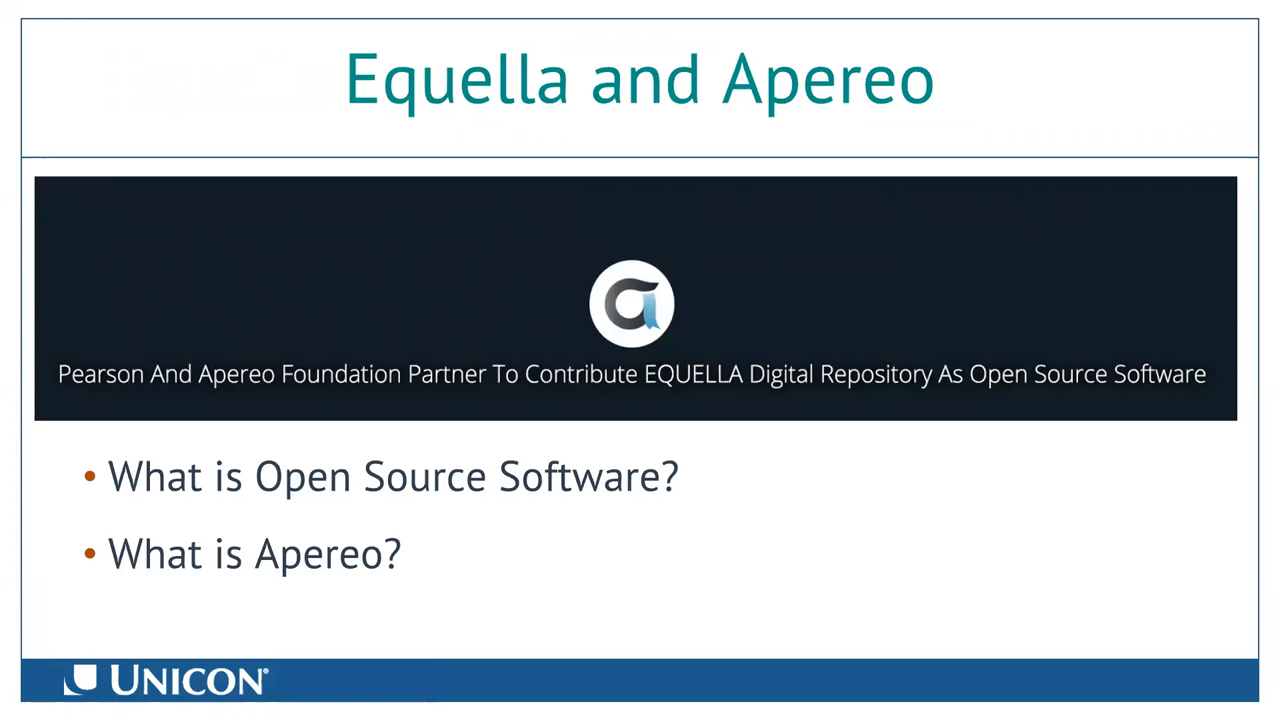 Equella and Apereo
Pearson And Apereo Foundation Partner To Contribute EQUELLA Digital Repository As Open Source Software
• What is Open Source Software?
• What is Apereo?
UNICON®